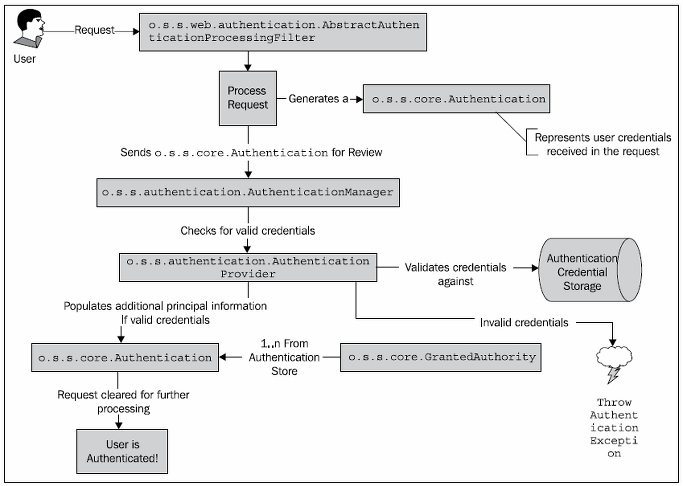 User
Request
o.s.s.web.authentication.AbstractAuthen
ticationProcessingFilter
Process
Request
Generates a
o.s.s.core.Authentication
Represents user credentials
received in the request
Sends o.s.s.core.Authentication for Review
o.s.s.authentication.AuthenticationManager
Checks for valid credentials
o.s.s.authentication.Authentication
Provider
Validates credentials
against
Authentication
Credential
Storage
Populates additional principal information
If valid credentials
Invalid credentials
o.s.s.core.Authentication
1..n From
Authentication
Store
o.s.s.core.GrantedAuthority
Throw
Authent
ication
Excepti
on
Request cleared for further
processing
User is
Authenticated!